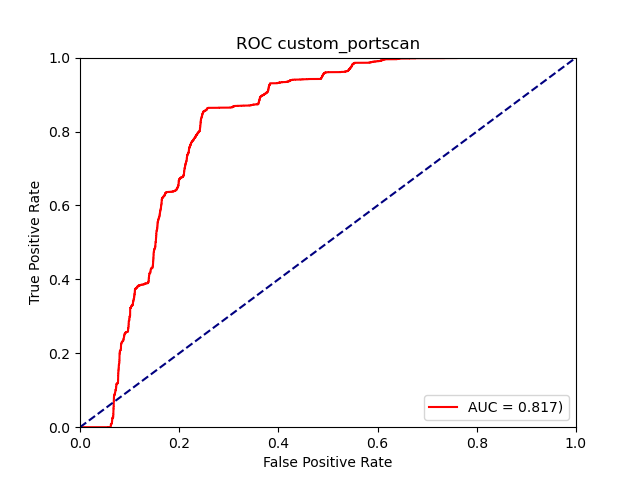 ROC custom_portscan
True Positive Rate
1.0
0.8
0.6
0.4
0.2
0.0
0.0 0.2 0.4 0.6 0.8 1.0
False Positive Rate
AUC = 0.817)